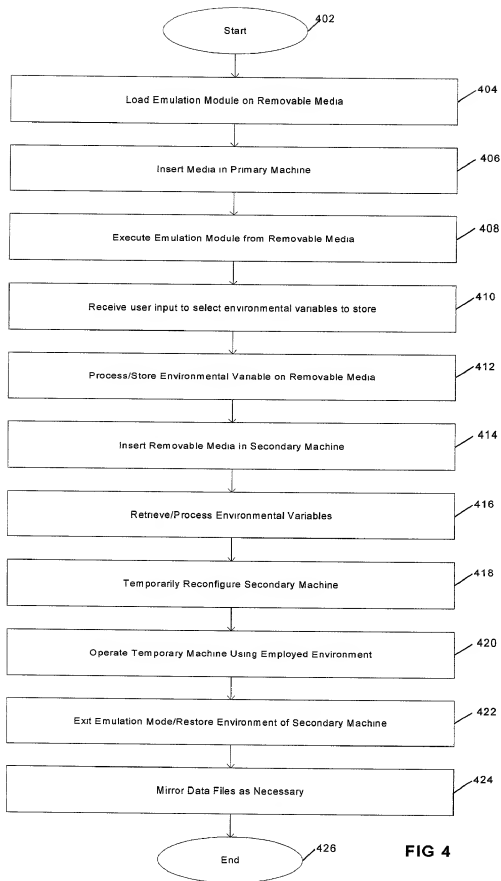 Start
402
Load Emulation Module on Removable Media
404
Insert Media in Primary Machine
406
Execute Emulation Module from Removable Media
408
Receive user input to select environmental variables to store
410
Process/Store Environmental Variable on Removable Media
412
Insert Removable Media in Secondary Machine
414
Retrieve/Process Environmental Variables
416
Temporarily Reconfigure Secondary Machine
418
Operate Temporary Machine Using Employed Environment
420
Exit Emulation Mode/Restore Environment of Secondary Machine
422
Mirror Data Files as Necessary
424
End
426
FIG 4